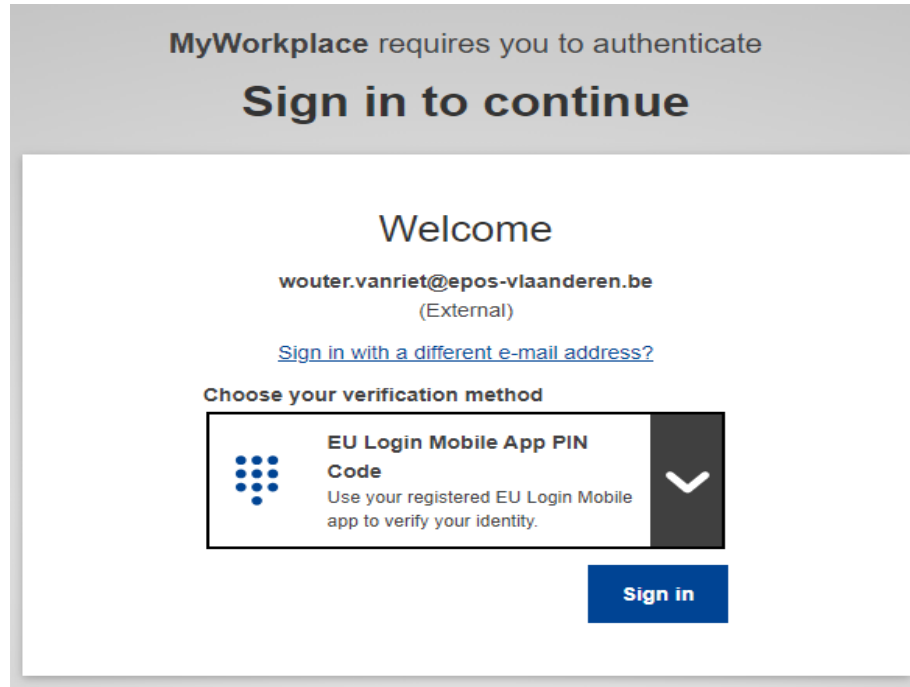 MyWorkplace requires you to authenticate
Sign in to continue
Welcome
wouter.vanriet@epos-vlaanderen.be
(External)
Sign in with a different e-mail address?
Choose your verification method
EU Login Mobile App PIN
Code
Use your registered EU Login Mobile
app to verify your identity.
Sign in